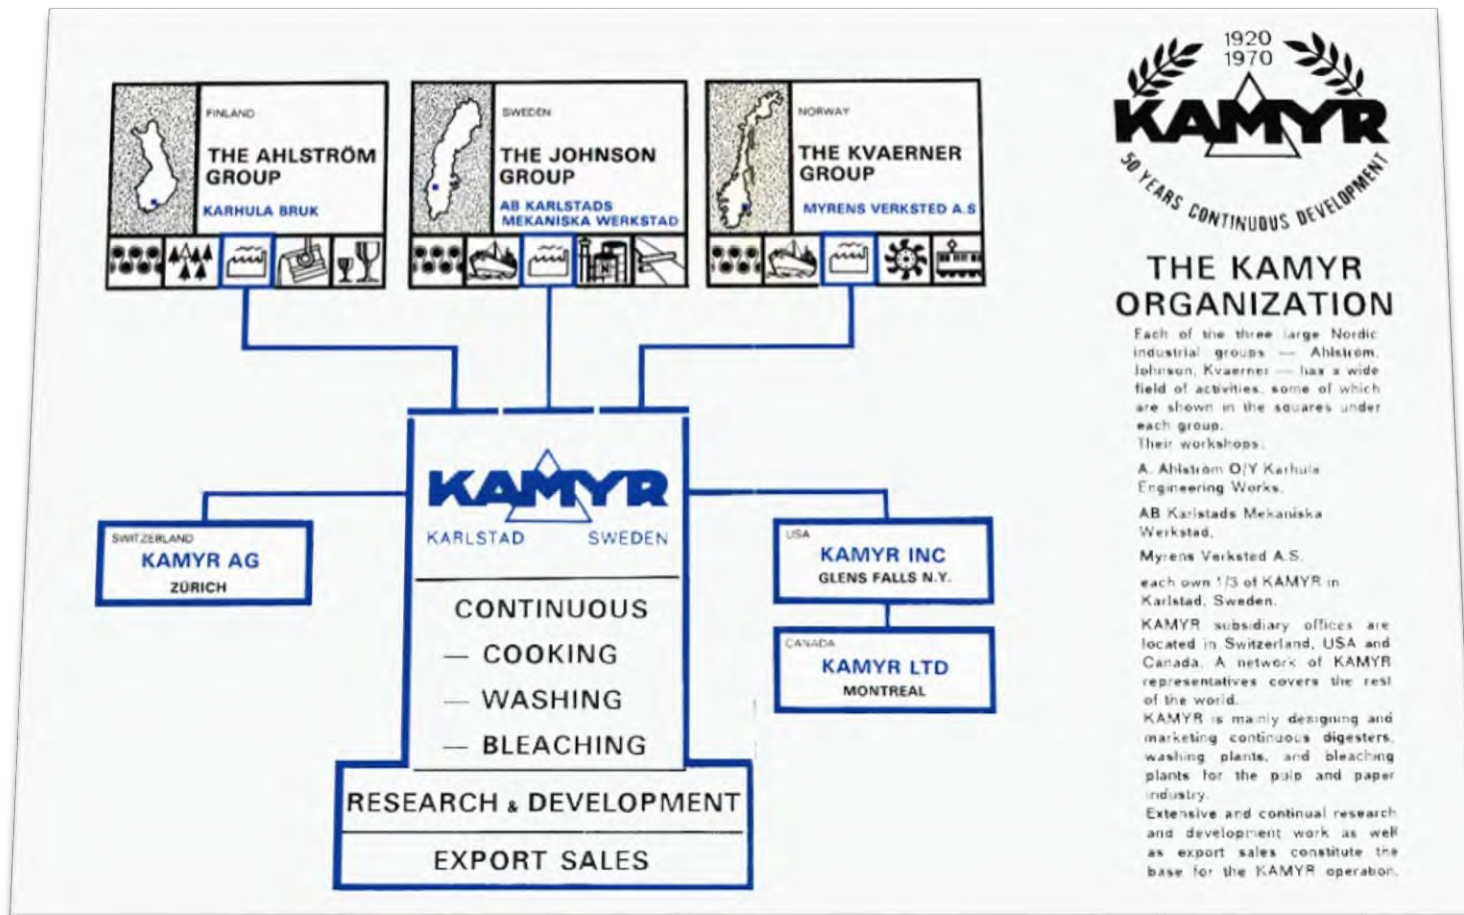 FINLAND
THE AHLSTRÖM
GROUP
KARHULA BRUK
SWEDEN
THE JOHNSON
GROUP
AB KARLSTADS
MEKANISKA WERKSTAD
N
NORWAY
THE KVAERNER
GROUP
MYRENS VERKSTED A.S
KAMYR
KARLSTAD SWEDEN
CONTINUOUS
— COOKING
— WASHING
— BLEACHING
RESEARCH & DEVELOPMENT
EXPORT SALES
SWITZERLAND
KAMYR AG
ZÜRICH
USA
KAMYR INC
GLENS FALLS N.Y.
CANADA
KAMYR LTD
MONTREAL
1920
1970
KAMYR
50 YEARS CONTINUOUS DEVELOPMENT
THE KAMYR
ORGANIZATION
Each of the three large Nordic
industrial groups — Ahlström,
Johnson, Kvaerner — has a wide
field of activities, some of which
are shown in the squares under
each group.
Their workshops,
A. Ahlström O/Y Karhula
Engineering Works,
AB Karlstads Mekaniska
Werkstad,
Myrens Verksted A.S.
each own 1/3 of KAMYR in
Karlstad, Sweden.
KAMYR subsidiary offices are
located in Switzerland, USA and
Canada. A network of KAMYR
representatives covers the rest
of the world.
KAMYR is mainly designing and
marketing continuous digesters,
washing plants, and bleaching
plants for the pulp and paper
industry.
Extensive and continual research
and development work as well
as export sales constitute the
base for the KAMYR operation.